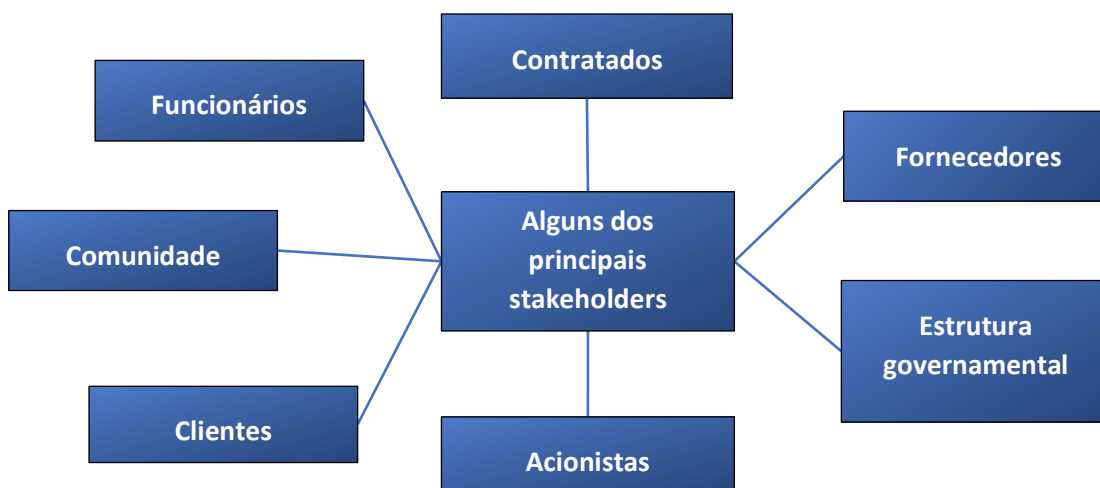 Contratados
Funcionários
Fornecedores
Alguns dos
principais
stakeholders
Comunidade
Estrutura
governamental
Clientes
Acionistas